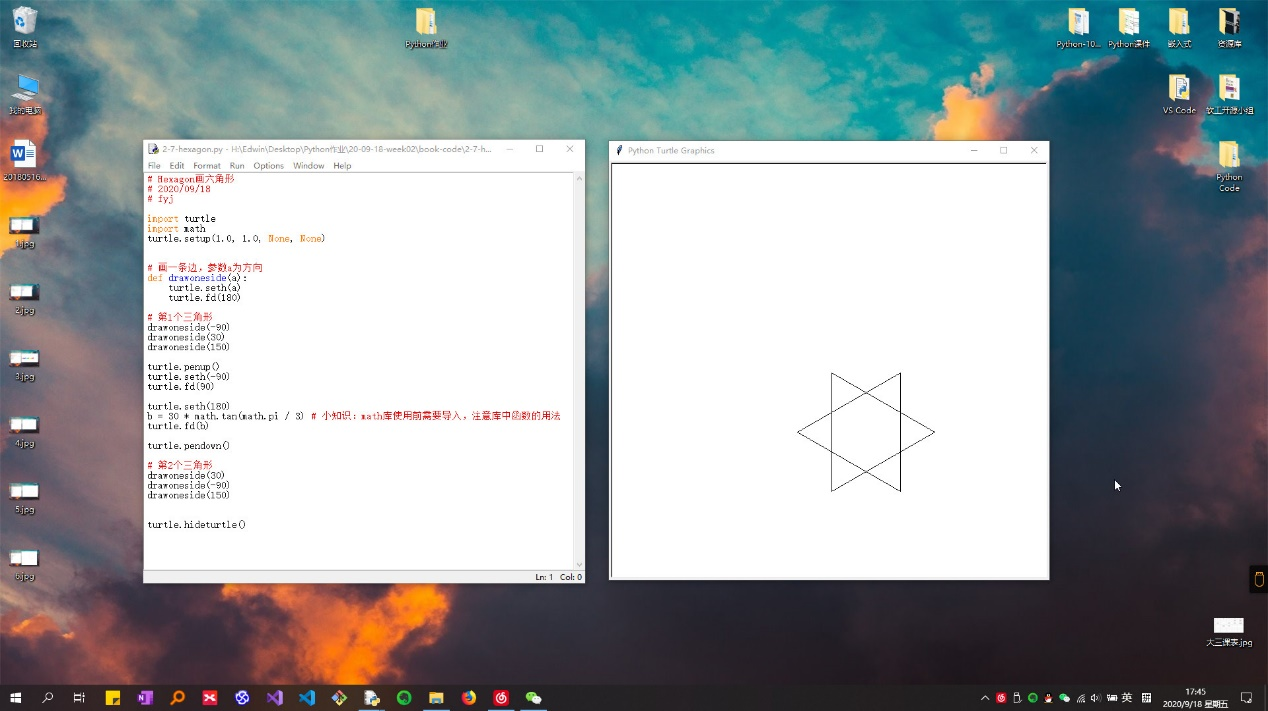 回收站
我的电脑
20180516...
1.jpg
2.jpg
3.jpg
4.jpg
5.jpg
6.jpg
Python作业
Python-10...
Python课件
嵌入式
资源库
VS Code
软工开源小组
Python
Code
大三课表.jpg
2-7-hexagon.py - H:\Edwin\Desktop\Python作业\20-09-18-week02\book-code\2-7-h...
File Edit Format Run Options Window Help
# Hexagon画六角形
# 2020/09/18
# fyj
import turtle
import math
turtle.setup(1.0, 1.0, None, None)
# 画一条边，参数a为方向
def drawoneside(a):
turtle.seth(a)
turtle.fd(180)
# 第1个三角形
drawoneside(-90)
drawoneside(30)
drawoneside(150)
turtle.penup()
turtle.seth(-90)
turtle.fd(90)
turtle.seth(180)
b = 30 * math.tan(math.pi / 3) # 小知识：math库使用前需要导入，注意库中函数的用法
turtle.fd(b)
turtle.pendown()
# 第2个三角形
drawoneside(30)
drawoneside(-90)
drawoneside(150)
turtle.hideturtle()
Ln: 1 Col: 0
Python Turtle Graphics
英
17:45
2020/9/18 星期五